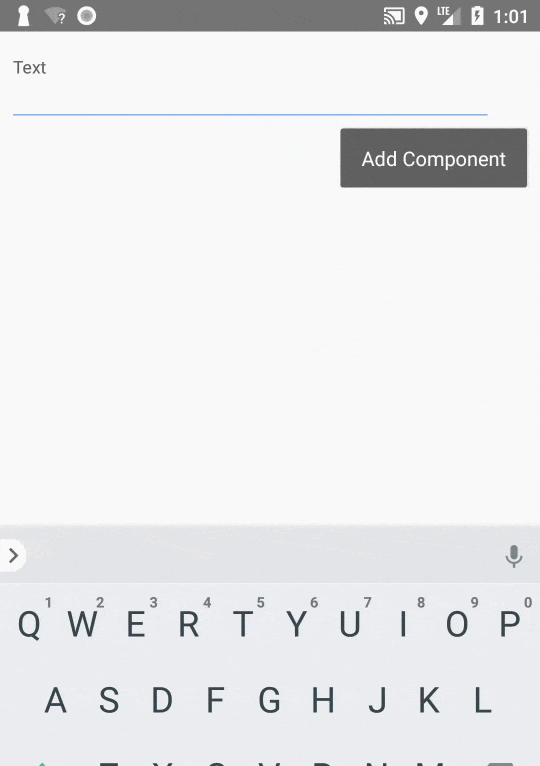 ? LTE 1:01
Text
Add Component
1 2 3 4 5 6 7 8 9 0
Q W E R T Y U I O P
A S D F G H J K L